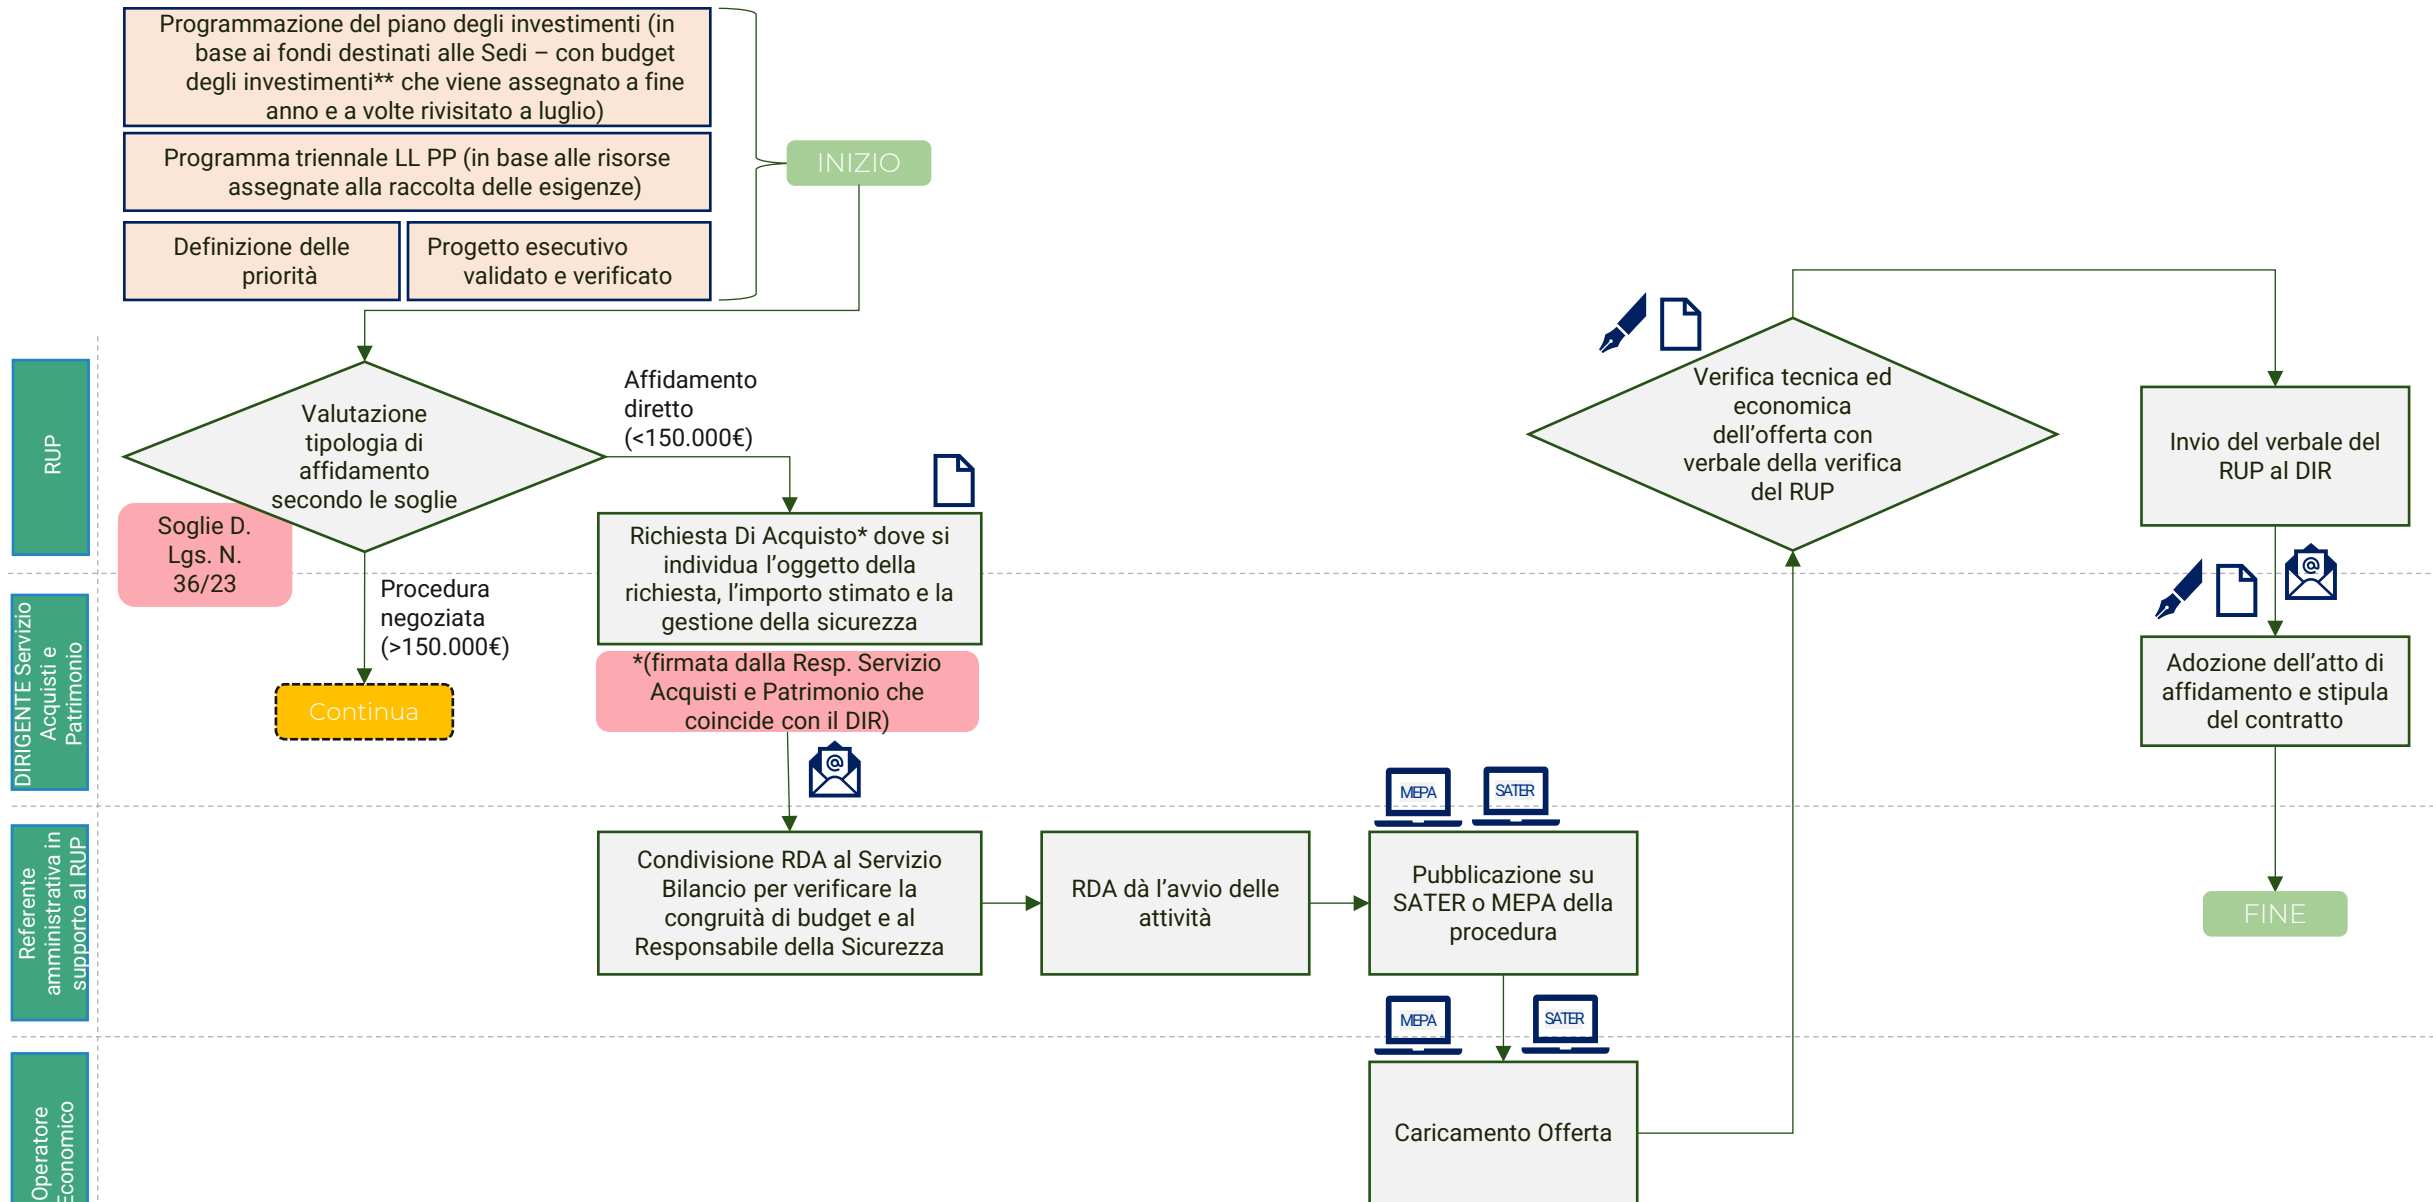 Programmazione del piano degli investimenti (in
base ai fondi destinati alle Sedi – con budget
degli investimenti** che viene assegnato a fine
anno e a volte rivisitato a luglio)
Programma triennale LL PP (in base alle risorse
assegnate alla raccolta delle esigenze)
Definizione delle
priorità
Progetto esecutivo
validato e verificato
INIZIO
RUP
Valutazione
tipologia di
affidamento
secondo le soglie
Soglie D.
Lgs. N.
36/23
Affidamento
diretto
(<150.000€)
Procedura
negoziata
(>150.000€)
Continua
Richiesta Di Acquisto* dove si
individua l’oggetto della
richiesta, l’importo stimato e la
gestione della sicurezza
*(firmata dalla Resp. Servizio
Acquisti e Patrimonio che
coincide con il DIR)
@
Verifica tecnica ed
economica
dell’offerta con
verbale della verifica
del RUP
Invio del verbale del
RUP al DIR
@
DIRIGENTE Servizio
Acquisti e
Patrimonio
Adozione dell’atto di
affidamento e stipula
del contratto
Referente
amministrativa in
supporto al RUP
Condivisione RDA al Servizio
Bilancio per verificare la
congruità di budget e al
Responsabile della Sicurezza
RDA dà l’avvio delle
attività
MEPA
SATER
Pubblicazione su
SATER o MEPA della
procedura
FINE
Operatore
Economico
MEPA
SATER
Caricamento Offerta